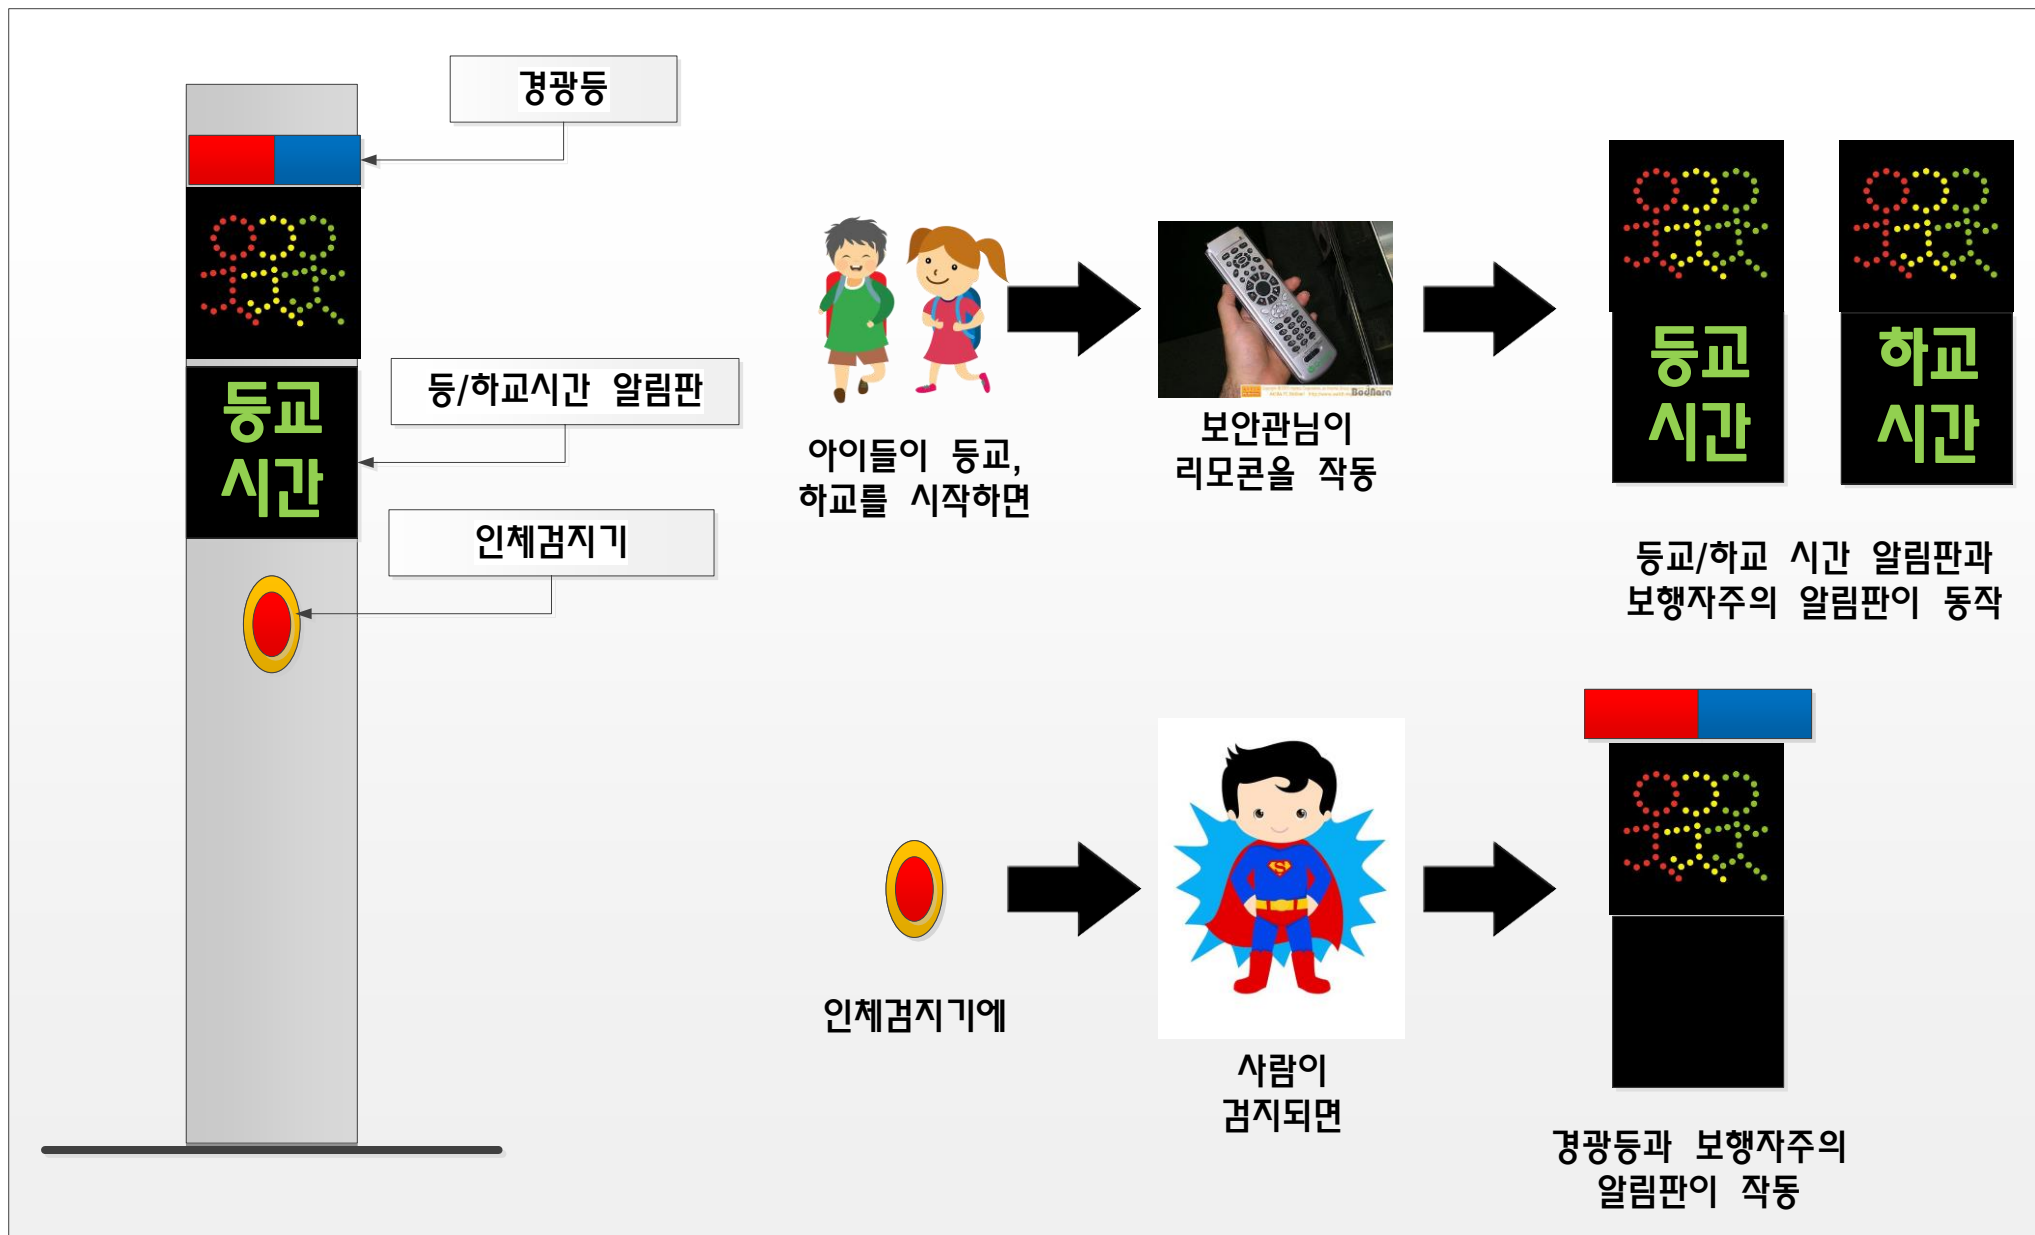 경광등
등교
시간
등/하교시간 알림판
인체검지기
아이들이 등교,
하교를 시작하면
BodNara
보안관님이
리모콘을 작동
등교
시간
하교
시간
등교/하교 시간 알림판과
보행자주의 알림판이 동작
인체검지기에
S
사람이
검지되면
경광등과 보행자주의
알림판이 작동